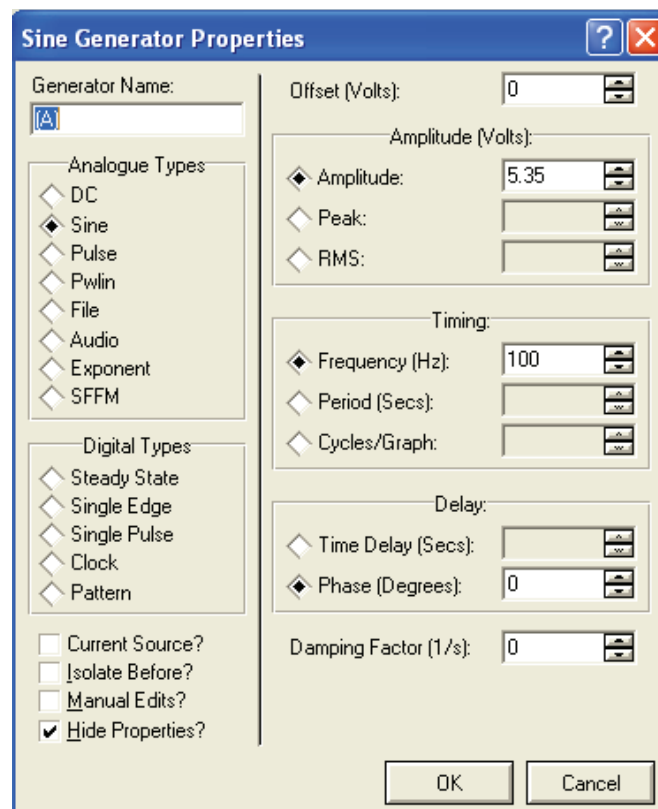 Sine Generator Properties
Generator Name:
(A)
Analogue Types
DC
Sine
Pulse
Pwlin
File
Audio
Exponent
SFFM
Digital Types
Steady State
Single Edge
Single Pulse
Clock
Pattern
Current Source?
Isolate Before?
Manual Edits?
Hide Properties?
Offset (Volts): 0
Amplitude (Volts):
Amplitude: 5.35
Peak:
RMS:
Timing:
Frequency (Hz): 100
Period (Secs):
Cycles/Graph:
Delay:
Time Delay (Secs):
Phase (Degrees): 0
Damping Factor (1/s): 0
OK Cancel